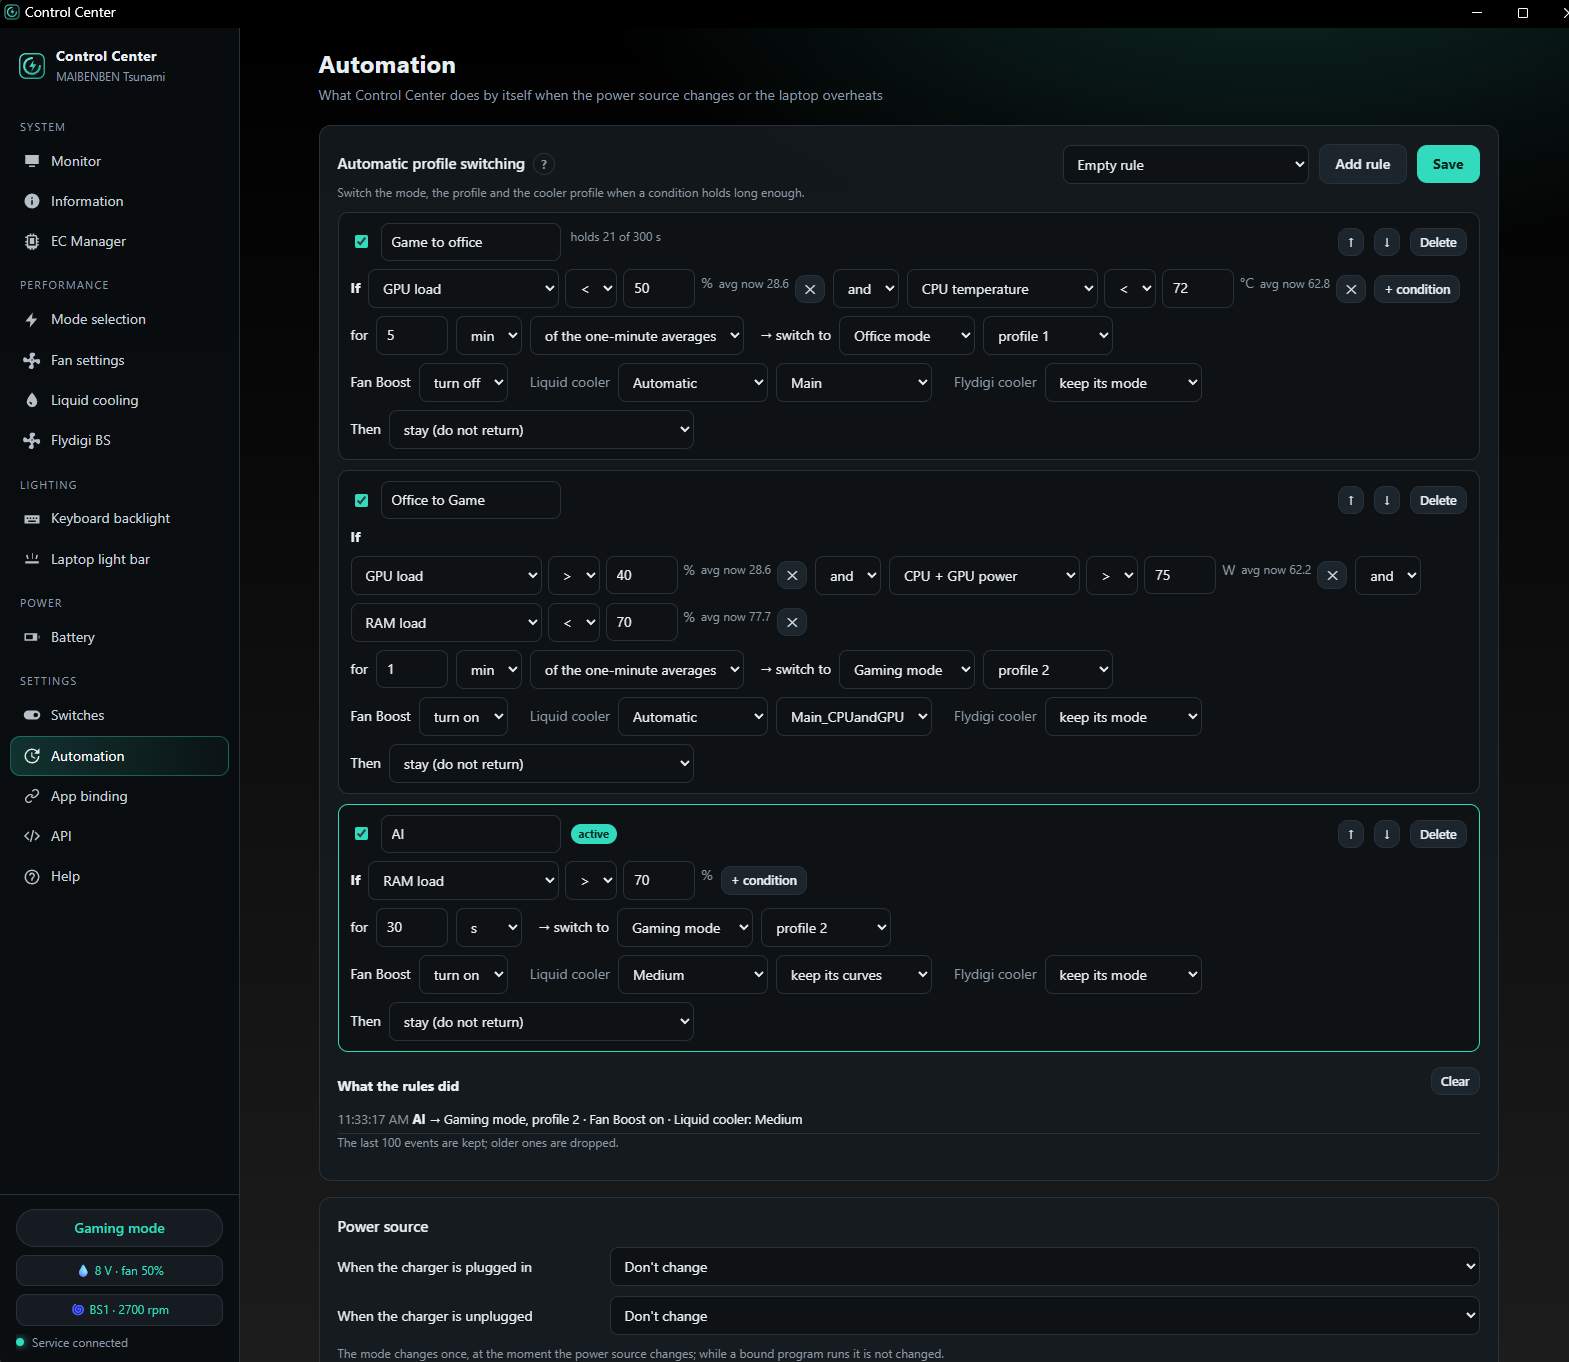 Control Center
Control Center
MAIBENBEN Tsunami
SYSTEM
Monitor
Information
EC Manager
PERFORMANCE
Mode selection
Fan settings
Liquid cooling
Flydigi BS
LIGHTING
Keyboard backlight
Laptop light bar
POWER
Battery
SETTINGS
Switches
Automation
App binding
API
Help
Gaming mode
8 V · fan 50%
BS1 · 2700 rpm
Service connected
Automation
What Control Center does by itself when the power source changes or the laptop overheats
Automatic profile switching ? Empty rule Add rule Save
Switch the mode, the profile and the cooler profile when a condition holds long enough.
Game to office holds 21 of 300 s ↑ ↓ Delete
If GPU load < 50 % avg now 28.6 × and CPU temperature < 72 °C avg now 62.8 × + condition
for 5 min of the one-minute averages → switch to Office mode profile 1
Fan Boost turn off Liquid cooler Automatic Main Flydigi cooler keep its mode
Then stay (do not return)
Office to Game ↑ ↓ Delete
If
GPU load > 40 % avg now 28.6 × and CPU + GPU power > 75 W avg now 62.2 × and
RAM load < 70 % avg now 77.7 ×
for 1 min of the one-minute averages → switch to Gaming mode profile 2
Fan Boost turn on Liquid cooler Automatic Main_CPUandGPU Flydigi cooler keep its mode
Then stay (do not return)
AI active ↑ ↓ Delete
If RAM load > 70 % + condition
for 30 s → switch to Gaming mode profile 2
Fan Boost turn on Liquid cooler Medium keep its curves Flydigi cooler keep its mode
Then stay (do not return)
What the rules did Clear
11:33:17 AM AI → Gaming mode, profile 2 · Fan Boost on · Liquid cooler: Medium
The last 100 events are kept; older ones are dropped.
Power source
When the charger is plugged in Don't change
When the charger is unplugged Don't change
The mode changes once, at the moment the power source changes; while a bound program runs it is not changed.